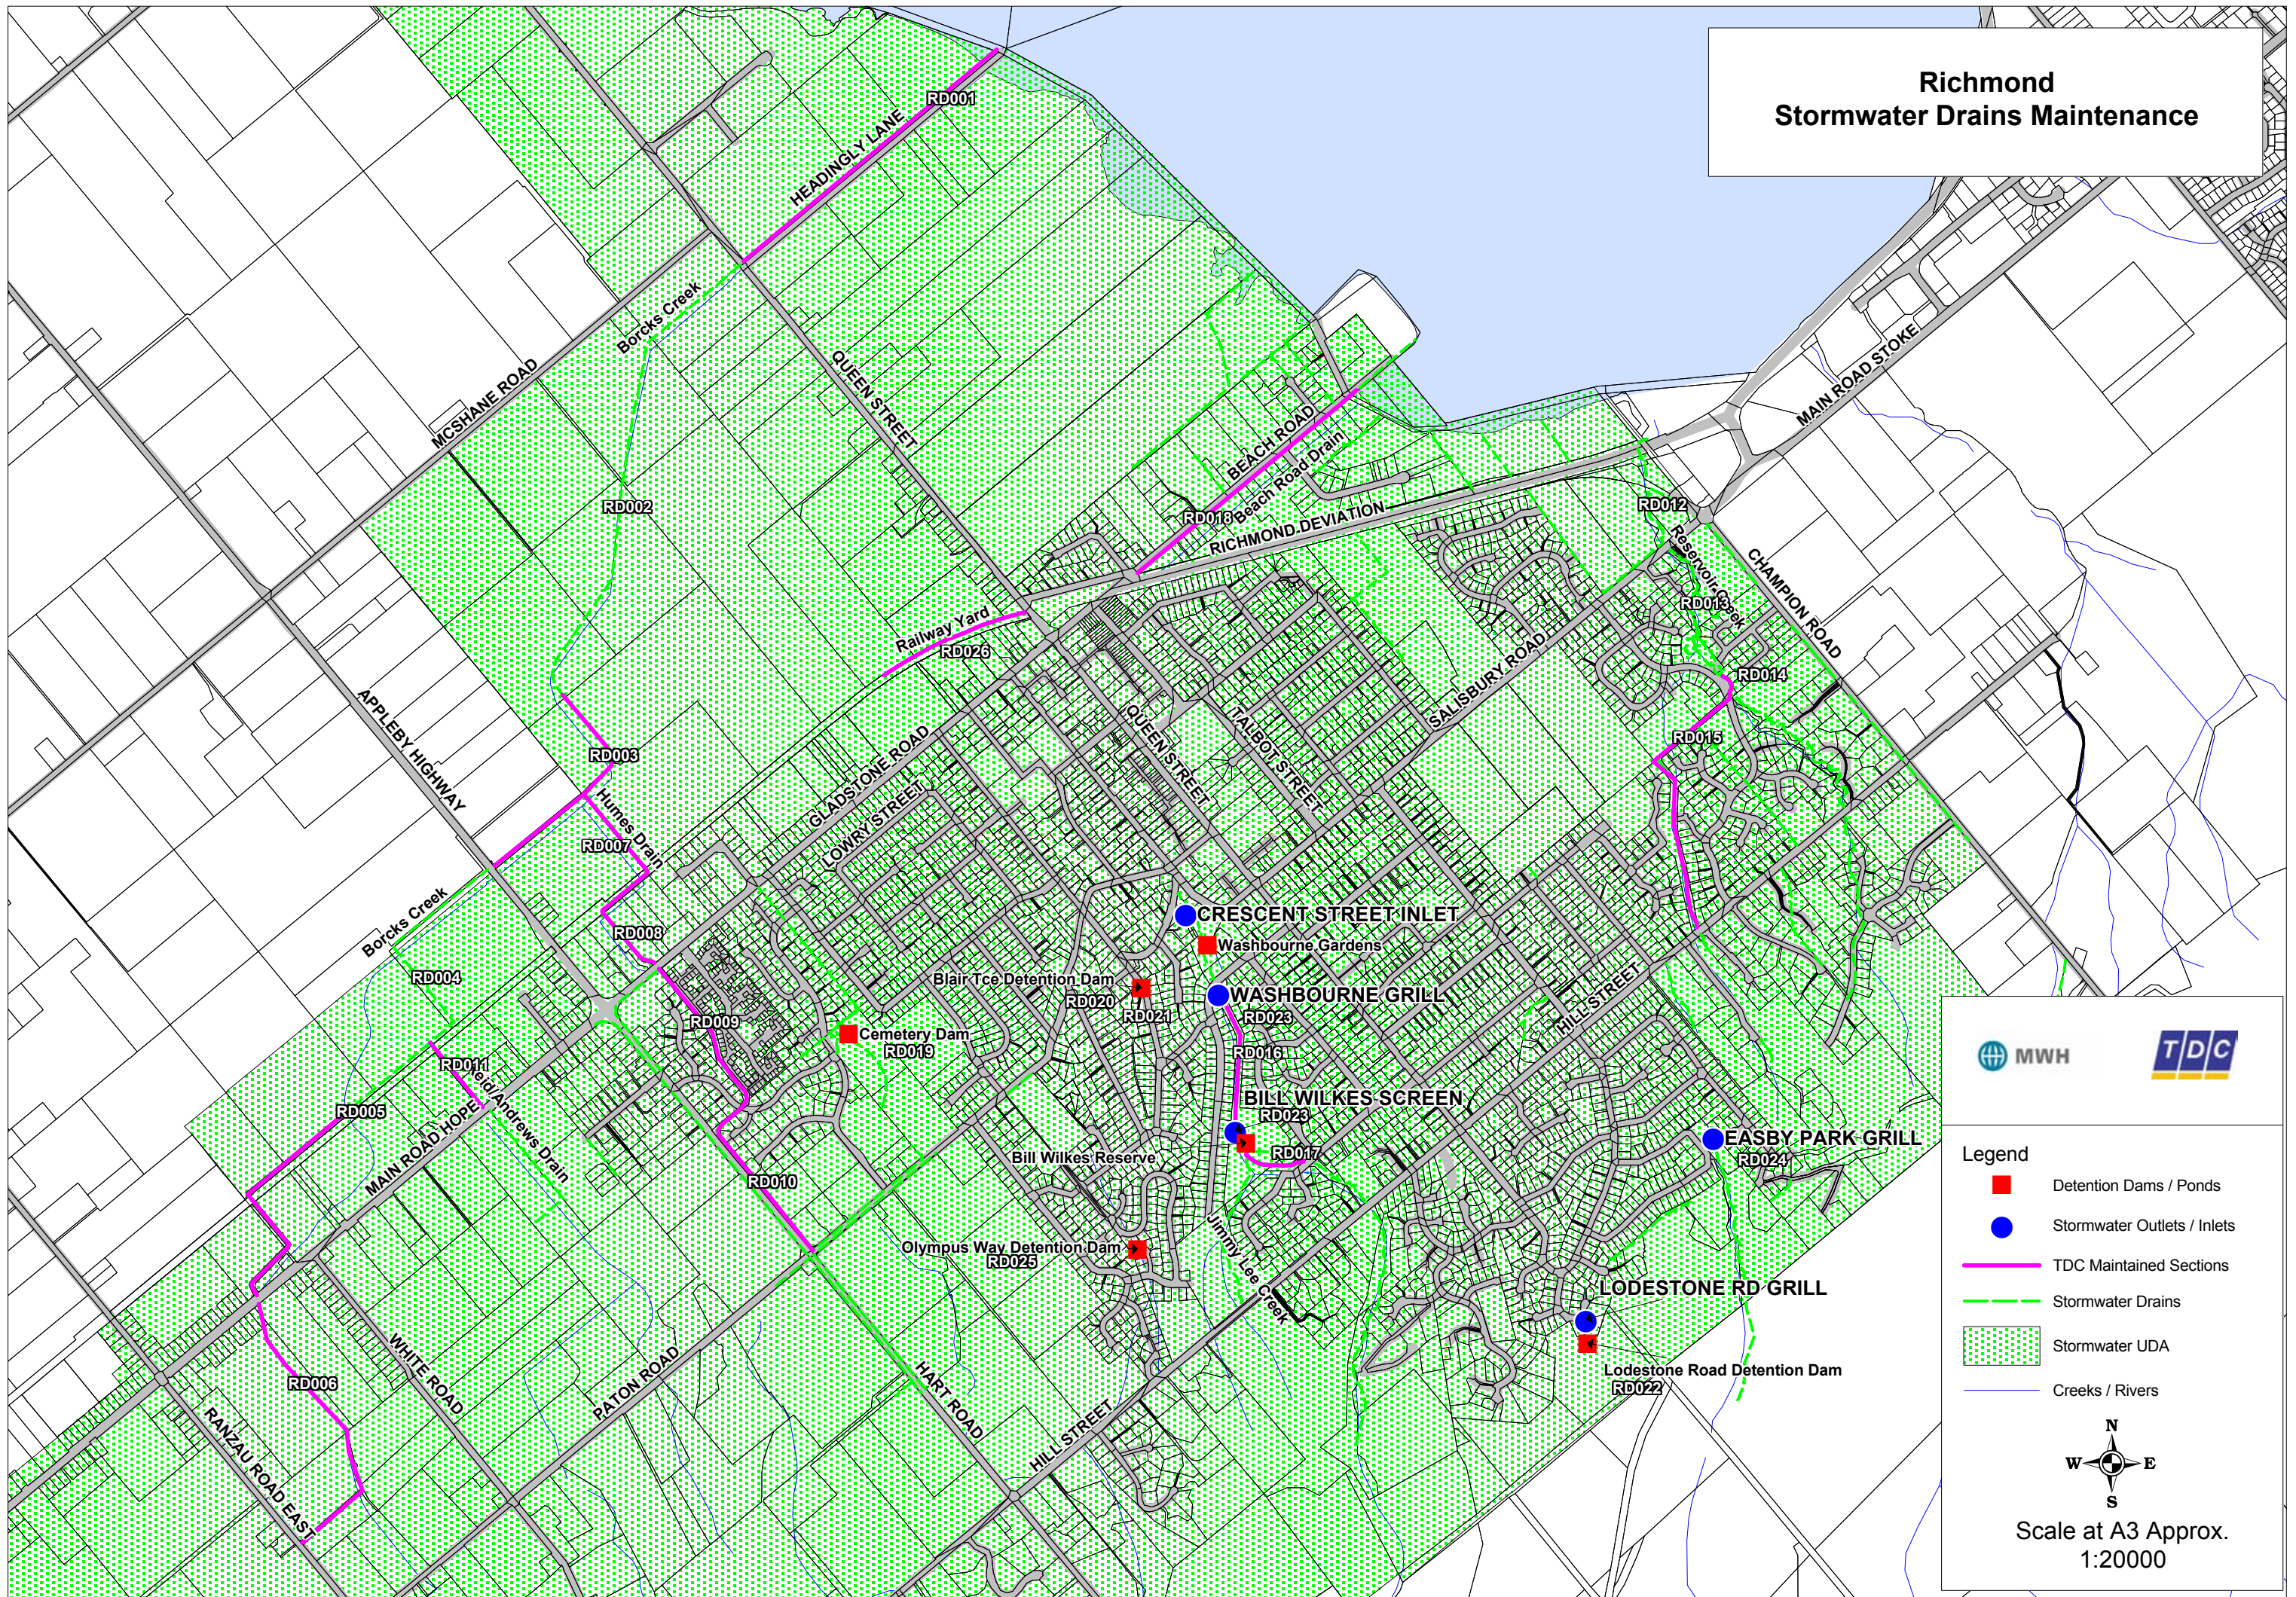 Richmond
Stormwater Drains Maintenance
RD001
HEADINGLY LANE
Borcks Creek
MCSHANE ROAD
QUEEN STREET
MAIN ROAD STOKE
BEACH ROAD
Beach Road Drain
RD002
RD018
RICHMOND DEVIATION
RD012
Reservoir Creek
CHAMPION ROAD
RD013
Railway Yard
RD026
SALISBURY ROAD
RD014
APPLEBY HIGHWAY
QUEEN STREET
TALBOT STREET
RD003
GLADSTONE ROAD
RD015
Humes Drain
LOWRY STREET
RD007
Borcks Creek
RD008
CRESCENT STREET INLET
Washbourne Gardens
RD004
Blair Tce Detention Dam
RD020
WASHBOURNE GRILL
HILL STREET
RD021
RD023
RD009
Cemetery Dam
RD019
RD016
RD011
/Andrews Drain
BILL WILKES SCREEN
RD005
RD023
MAIN ROAD HOPE
EASBY PARK GRILL
Bill Wilkes Reserve
RD017
RD024
RD010
Jimmy Lee Creek
Olympus Way Detention Dam
RD025
LODESTONE RD GRILL
WHITE ROAD
RD006
PATON ROAD
HART ROAD
Lodestone Road Detention Dam
RD022
RANZAU ROAD EAST
HILL STREET
MWH
TDC
Legend
Detention Dams / Ponds
Stormwater Outlets / Inlets
TDC Maintained Sections
Stormwater Drains
Stormwater UDA
Creeks / Rivers
N
W E
S
Scale at A3 Approx.
1:20000